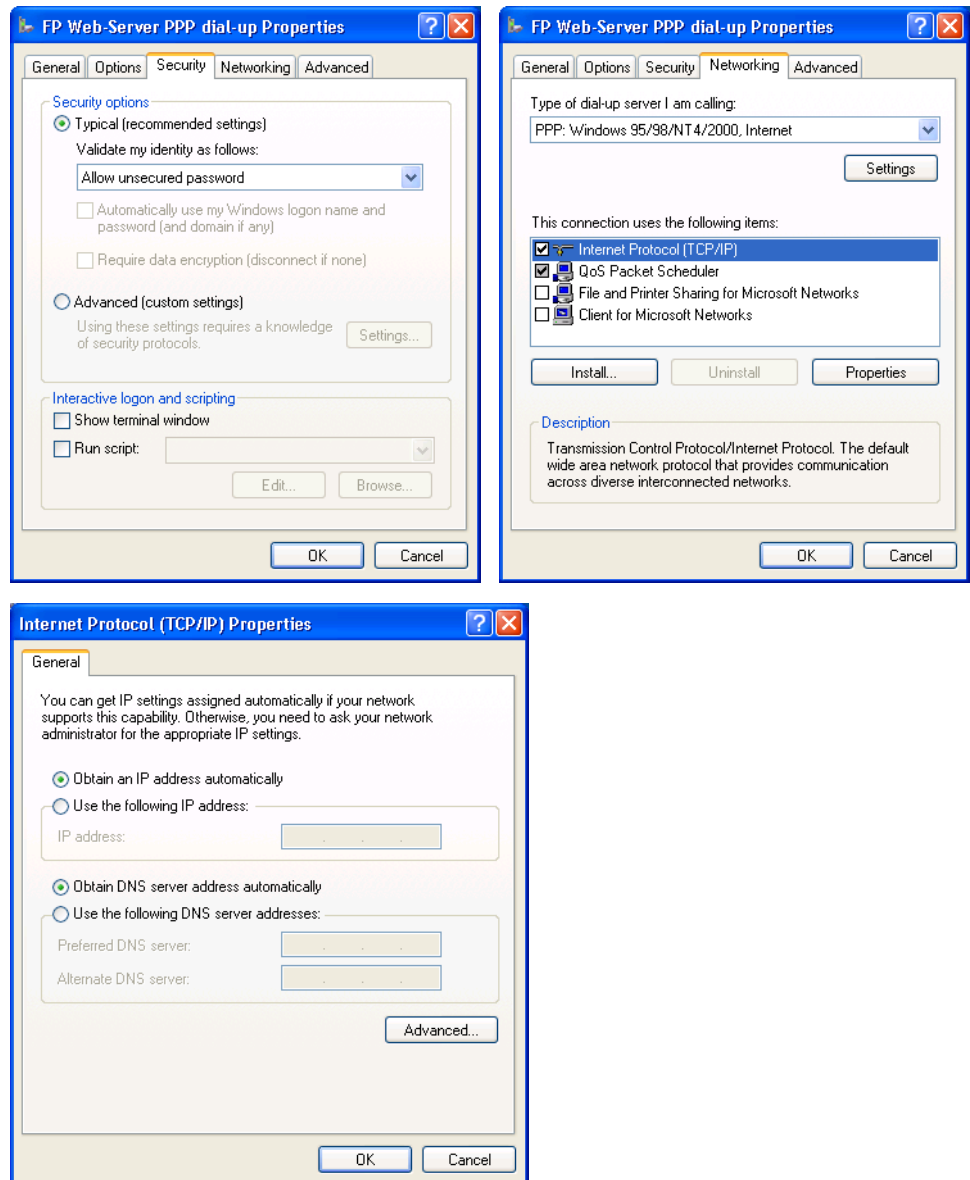 FP Web-Server PPP dial-up Properties
General Options Security Networking Advanced
Security options
Typical (recommended settings)
Validate my identity as follows:
Allow unsecured password
Automatically use my Windows logon name and
password (and domain if any)
Require data encryption (disconnect if none)
Advanced (custom settings)
Using these settings requires a knowledge
of security protocols.
Settings...
Interactive logon and scripting
Show terminal window
Run script:
Edit... Browse...
OK Cancel
FP Web-Server PPP dial-up Properties
General Options Security Networking Advanced
Type of dial-up server I am calling:
PPP: Windows 95/98/NT4/2000, Internet
Settings
This connection uses the following items:
Internet Protocol (TCP/IP)
QoS Packet Scheduler
File and Printer Sharing for Microsoft Networks
Client for Microsoft Networks
Install... Uninstall Properties
Description
Transmission Control Protocol/Internet Protocol. The default
wide area network protocol that provides communication
across diverse interconnected networks.
OK Cancel
Internet Protocol (TCP/IP) Properties
General
You can get IP settings assigned automatically if your network
supports this capability. Otherwise, you need to ask your network
administrator for the appropriate IP settings.
Obtain an IP address automatically
Use the following IP address:
IP address:
Obtain DNS server address automatically
Use the following DNS server addresses:
Preferred DNS server:
Alternate DNS server:
Advanced...
OK Cancel